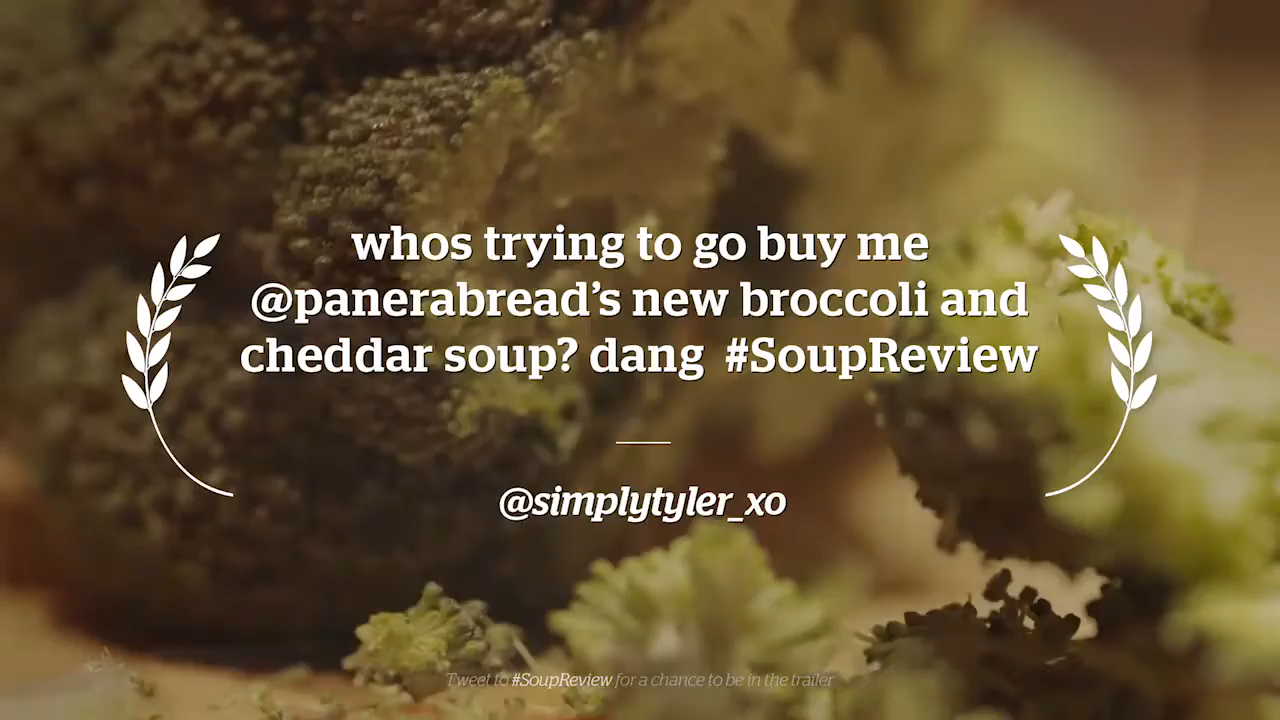 whos trying to go buy me
@panerabread’s new broccoli and
cheddar soup? dang #SoupReview
@simplytyler_xo
Tweet to #SoupReview for a chance to be in the trailer